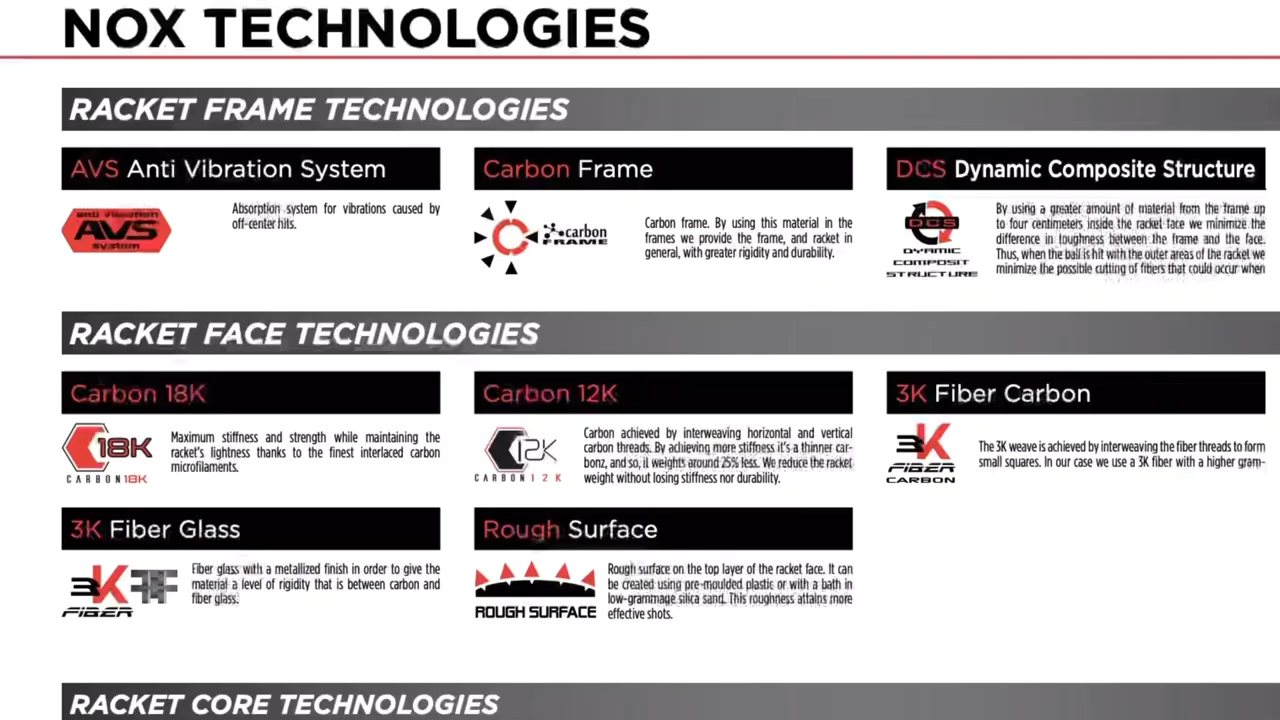 NOX TECHNOLOGIES
RACKET FRAME TECHNOLOGIES
AVS Anti Vibration System
anti vibration
AVS
system
Absorption system for vibrations caused by
off-center hits.
Carbon Frame
carbon
FRAME
Carbon frame. By using this material in the
frames we provide the frame, and racket in
general, with greater rigidity and durability.
DCS Dynamic Composite Structure
DCS
DYNAMIC
COMPOSIT
STRUCTURE
By using a greater amount of material from the frame up
to four centimeters inside the racket face we minimize the
difference in toughness between the frame and the face.
Thus, when the ball is hit with the outer areas of the racket we
minimize the possible cutting of fibers that could occur when
RACKET FACE TECHNOLOGIES
Carbon 18K
18K
CARBON18K
Maximum stiffness and strength while maintaining the
racket's lightness thanks to the finest interlaced carbon
microfilaments.
Carbon 12K
12K
CARBON12K
Carbon achieved by interweaving horizontal and vertical
carbon threads. By achieving more stiffness it's a thinner car-
bonz, and so, it weights around 25% less. We reduce the racket
weight without losing stiffness nor durability.
3K Fiber Carbon
3K
FIBER
CARBON
The 3K weave is achieved by interweaving the fiber threads to form
small squares. In our case we use a 3K fiber with a higher gram-
3K Fiber Glass
3K
FIBER
Fiber glass with a metallized finish in order to give the
material a level of rigidity that is between carbon and
fiber glass.
Rough Surface
ROUGH SURFACE
Rough surface on the top layer of the racket face. It can
be created using pre-moulded plastic or with a bath in
low-grammage silica sand. This roughness attains more
effective shots.
RACKET CORE TECHNOLOGIES